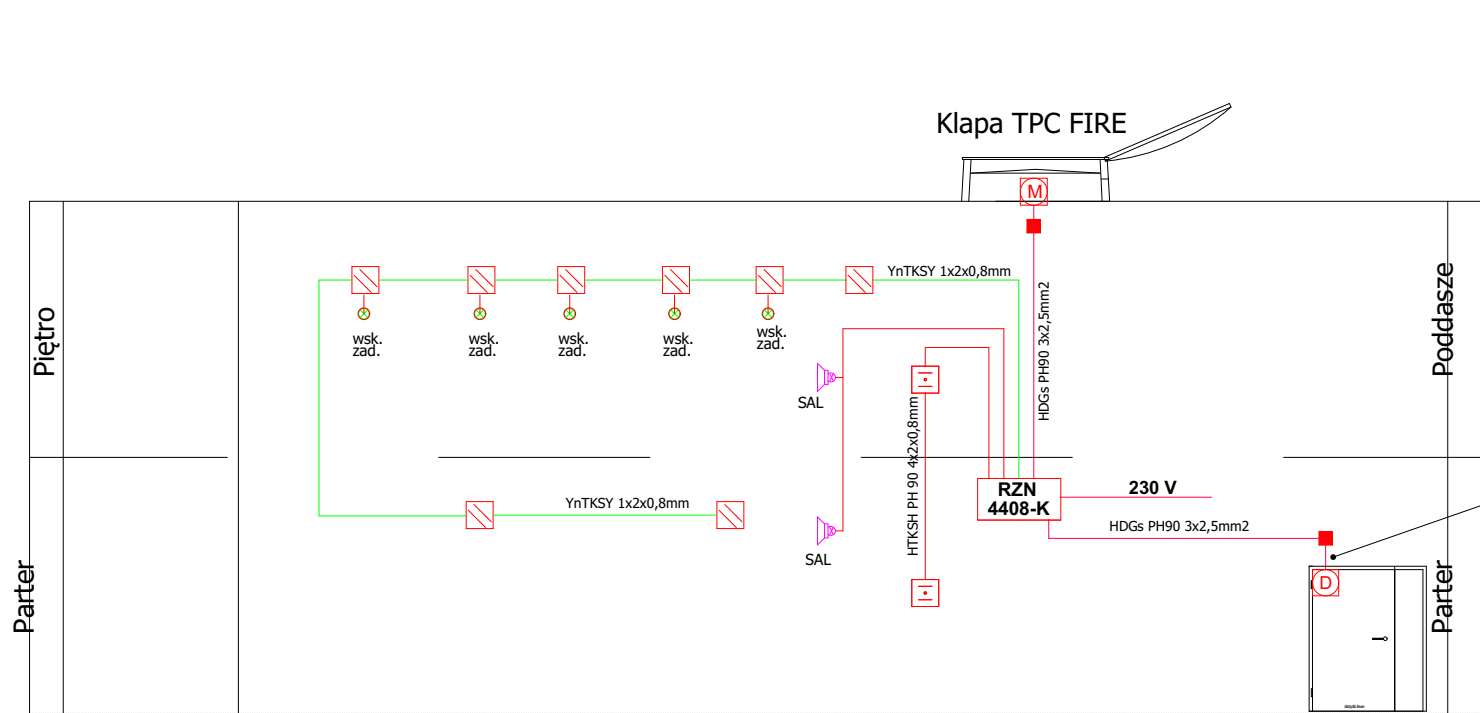 Klapa TPC FIRE
M
YnTKSY 1x2x0,8mm
wsk.
zad.
wsk.
zad.
wsk.
zad.
wsk.
zad.
wsk.
zad.
Piętro
Poddasze
HDGs PH90 3x2,5mm2
SAL
HTKSH PH 90 4x2x0,8mm
RZN
4408-K
230 V
YnTKSY 1x2x0,8mm
HDGs PH90 3x2,5mm2
SAL
D
Parter
Parter